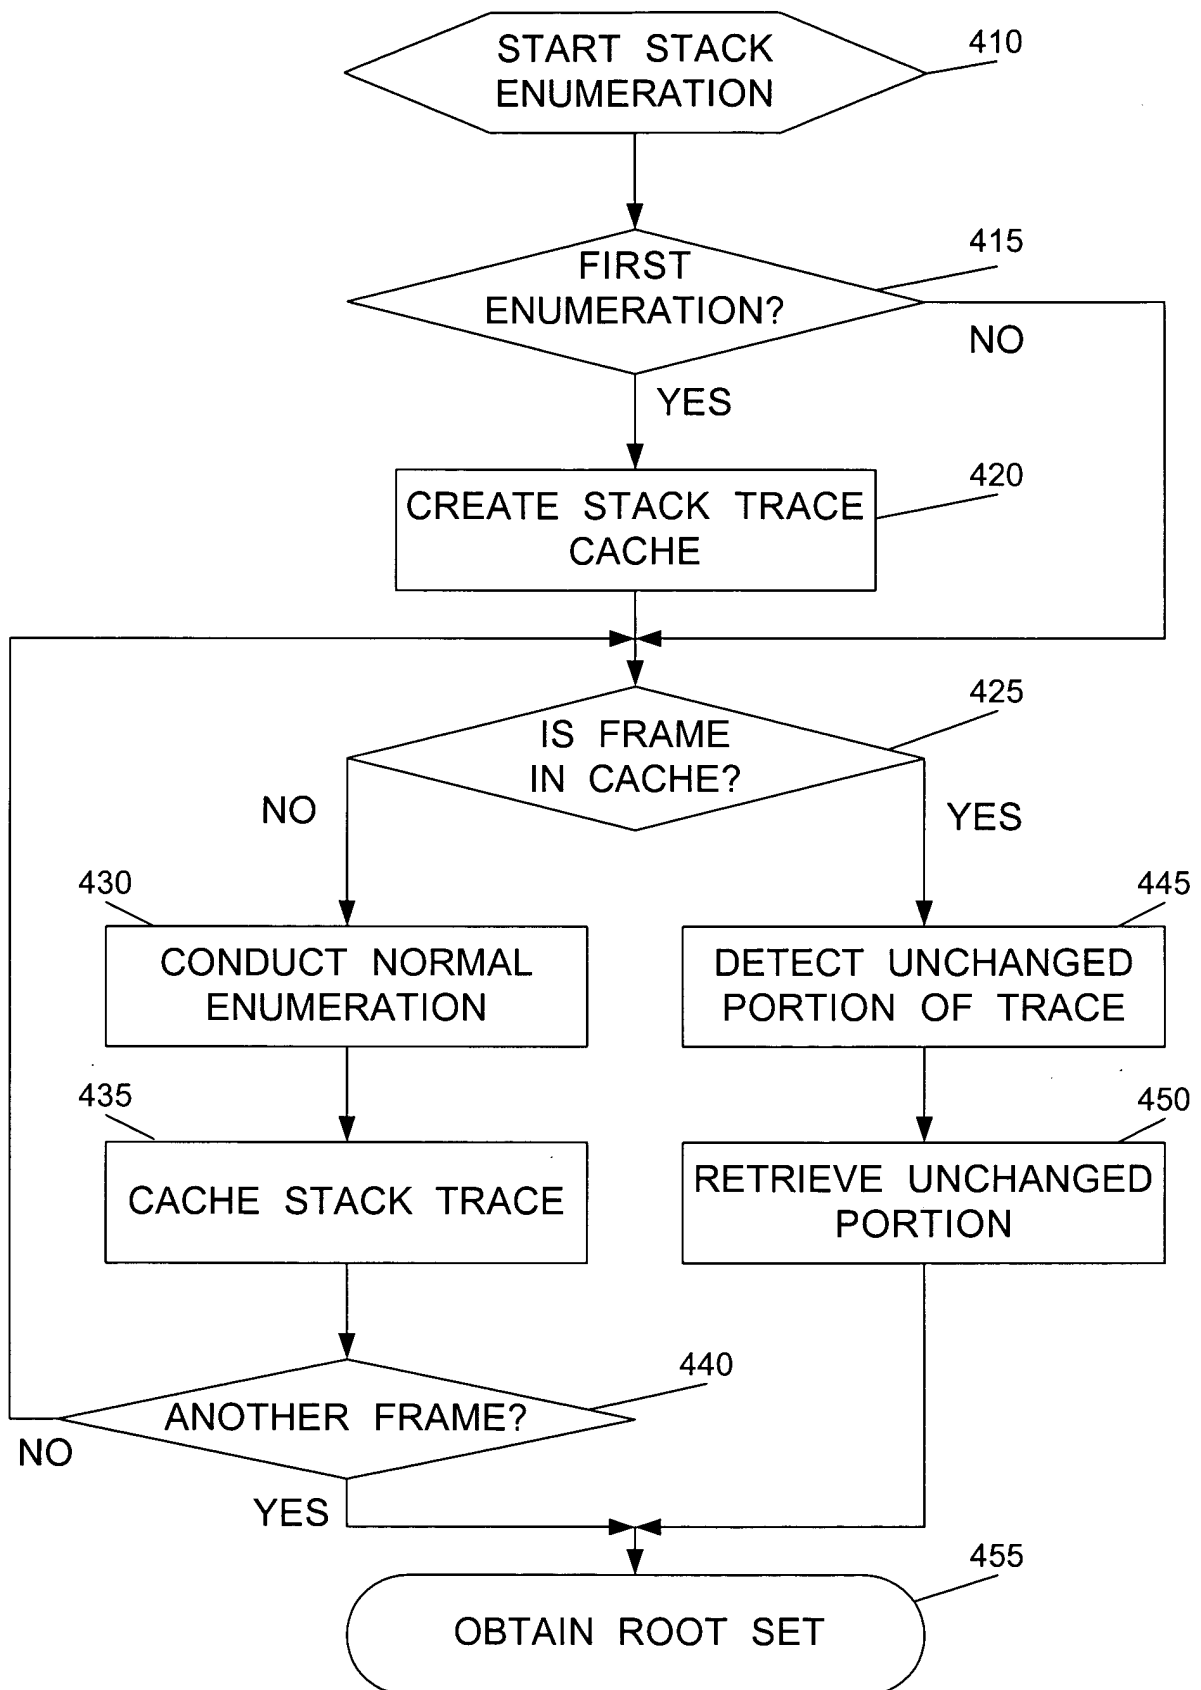 START STACK
ENUMERATION
410
FIRST
ENUMERATION?
415
NO
YES
CREATE STACK TRACE
CACHE
420
IS FRAME
IN CACHE?
425
NO
YES
430
CONDUCT NORMAL
ENUMERATION
445
DETECT UNCHANGED
PORTION OF TRACE
435
CACHE STACK TRACE
450
RETRIEVE UNCHANGED
PORTION
ANOTHER FRAME?
440
NO
YES
455
OBTAIN ROOT SET